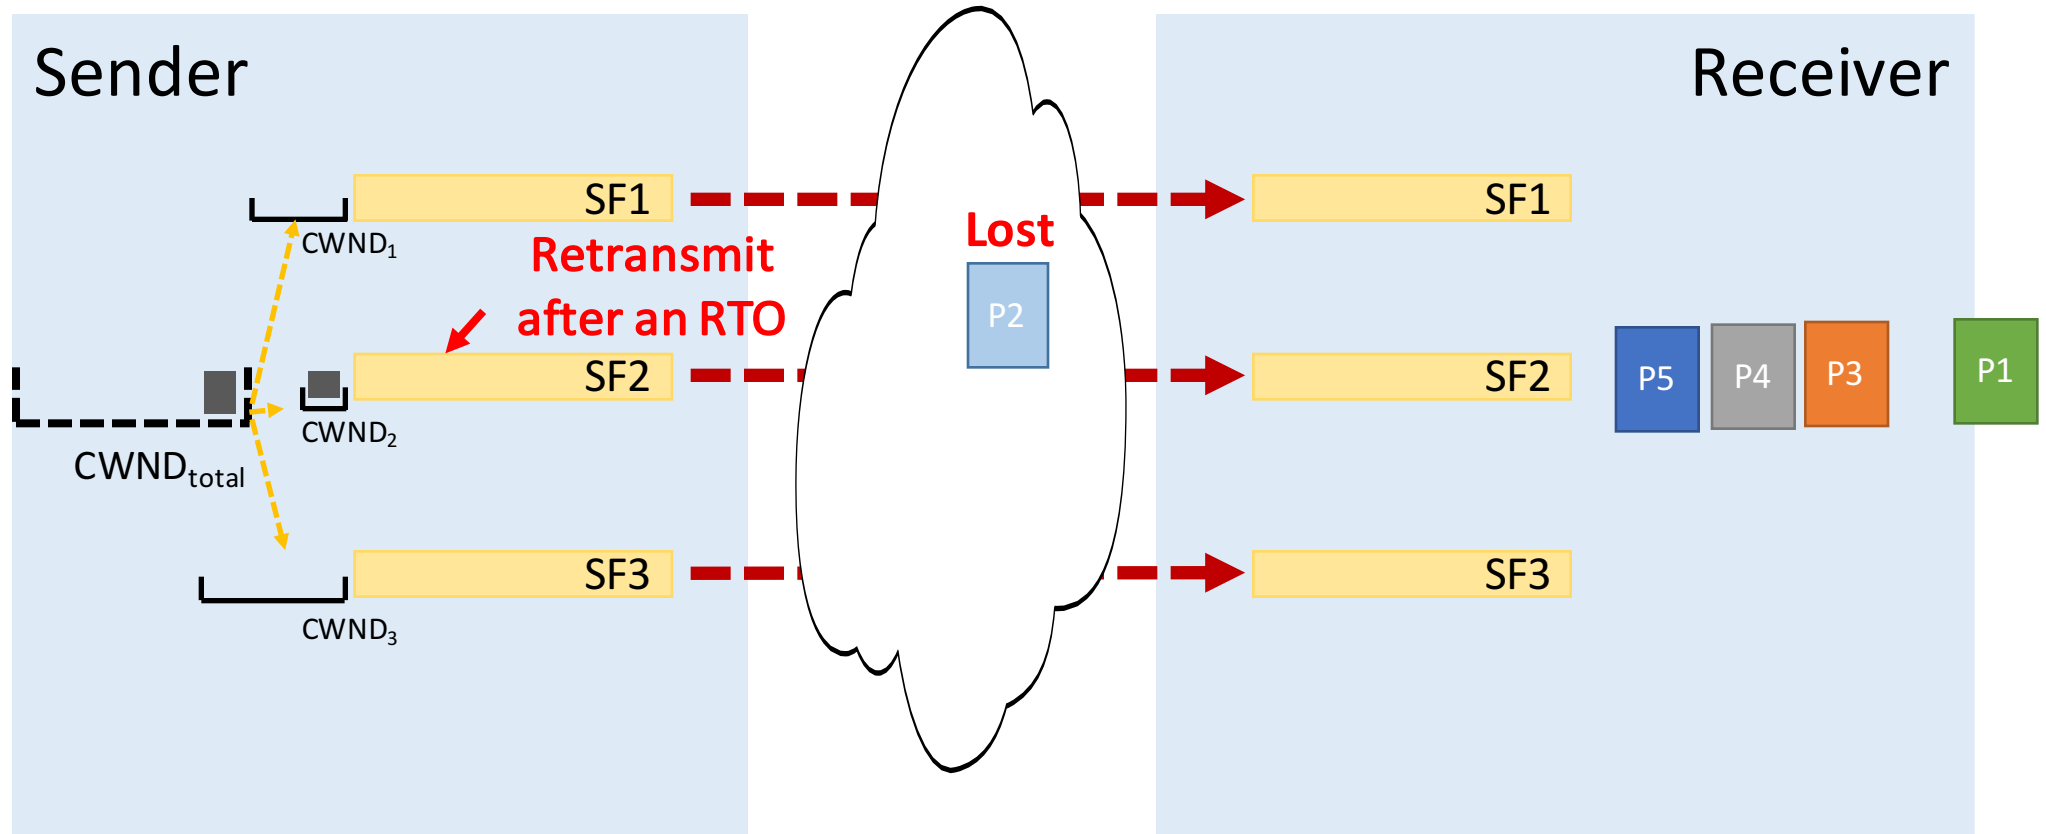 Sender
Receiver
SF1
SF1
CWND1
Lost
Retransmit
after an RTO
P2
SF2
SF2
P5
P4
P3
P1
CWND2
CWNDtotal
SF3
SF3
CWND3